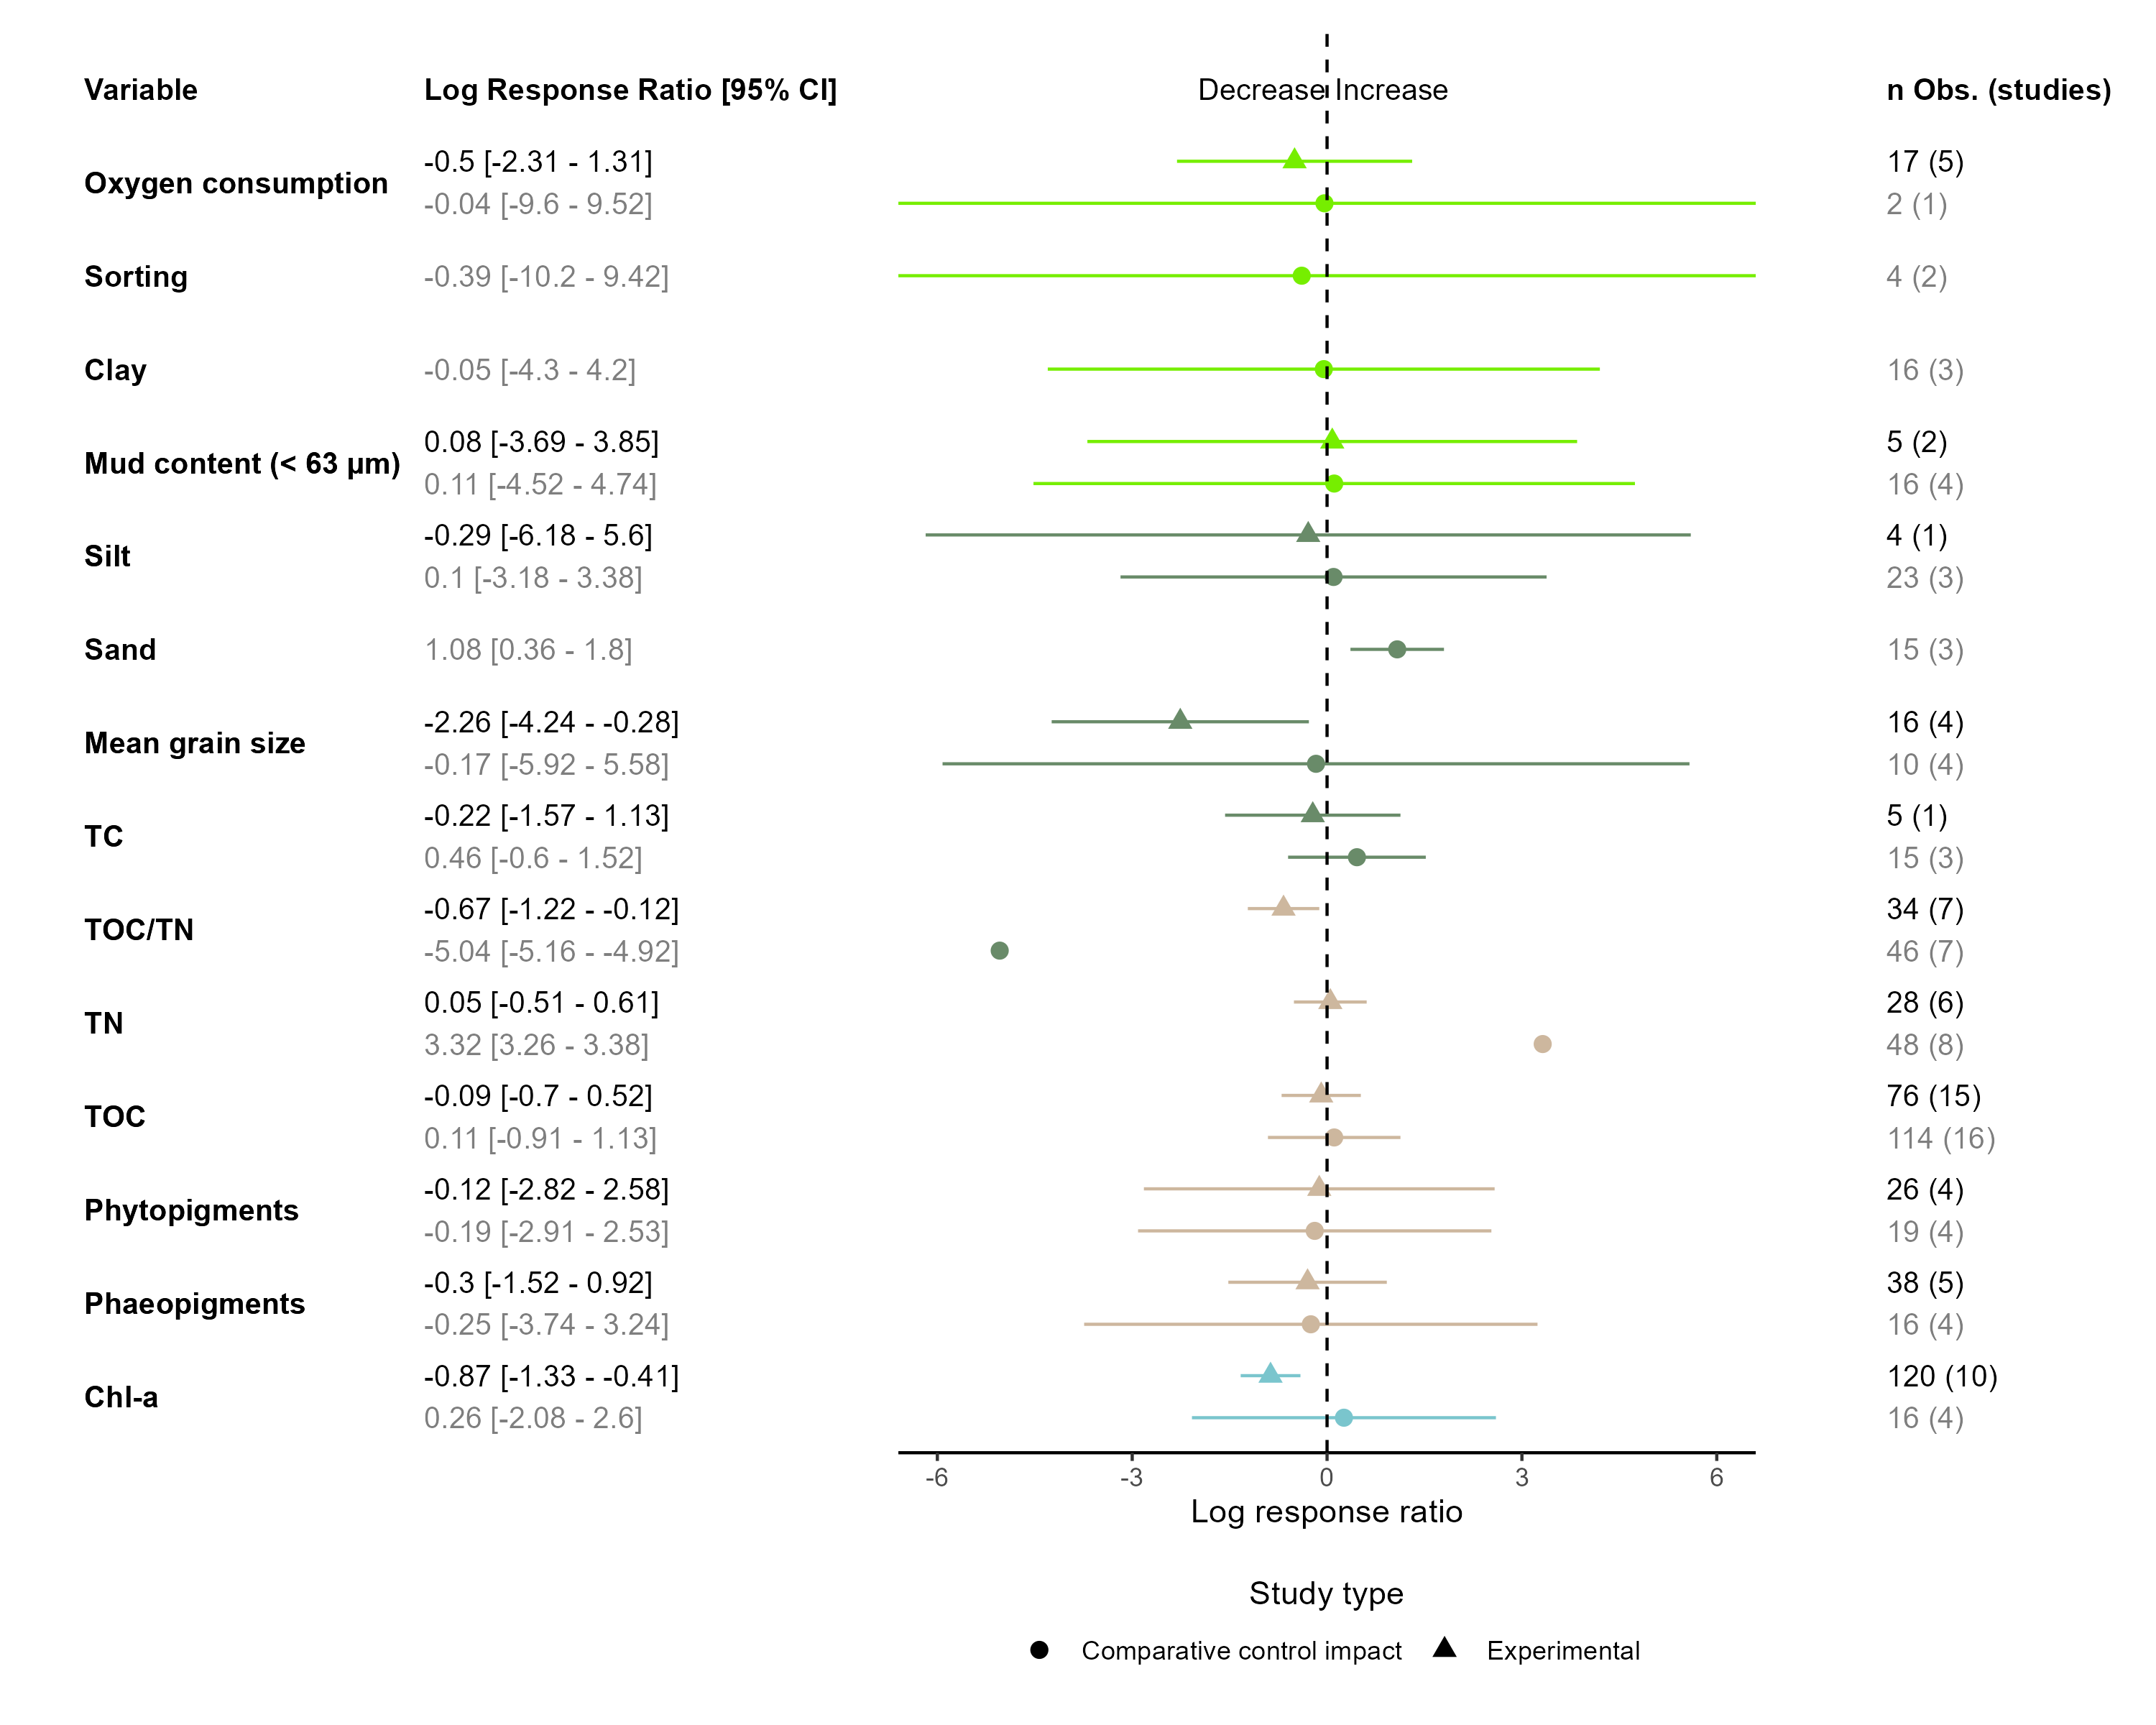 Variable Log Response Ratio [95% CI] Decrease Increase n Obs. (studies)
Oxygen consumption
-0.5 [-2.31 - 1.31] 17 (5)
-0.04 [-9.6 - 9.52] 2 (1)
Sorting -0.39 [-10.2 - 9.42] 4 (2)
Clay -0.05 [-4.3 - 4.2] 16 (3)
Mud content (< 63 µm)
0.08 [-3.69 - 3.85] 5 (2)
0.11 [-4.52 - 4.74] 16 (4)
Silt
-0.29 [-6.18 - 5.6] 4 (1)
0.1 [-3.18 - 3.38] 23 (3)
Sand 1.08 [0.36 - 1.8] 15 (3)
Mean grain size
-2.26 [-4.24 - -0.28] 16 (4)
-0.17 [-5.92 - 5.58] 10 (4)
TC
-0.22 [-1.57 - 1.13] 5 (1)
0.46 [-0.6 - 1.52] 15 (3)
TOC/TN
-0.67 [-1.22 - -0.12] 34 (7)
-5.04 [-5.16 - -4.92] 46 (7)
TN
0.05 [-0.51 - 0.61] 28 (6)
3.32 [3.26 - 3.38] 48 (8)
TOC
-0.09 [-0.7 - 0.52] 76 (15)
0.11 [-0.91 - 1.13] 114 (16)
Phytopigments
-0.12 [-2.82 - 2.58] 26 (4)
-0.19 [-2.91 - 2.53] 19 (4)
Phaeopigments
-0.3 [-1.52 - 0.92] 38 (5)
-0.25 [-3.74 - 3.24] 16 (4)
Chl-a
-0.87 [-1.33 - -0.41] 120 (10)
0.26 [-2.08 - 2.6] 16 (4)
-6 -3 0 3 6
Log response ratio
Study type
Comparative control impact Experimental